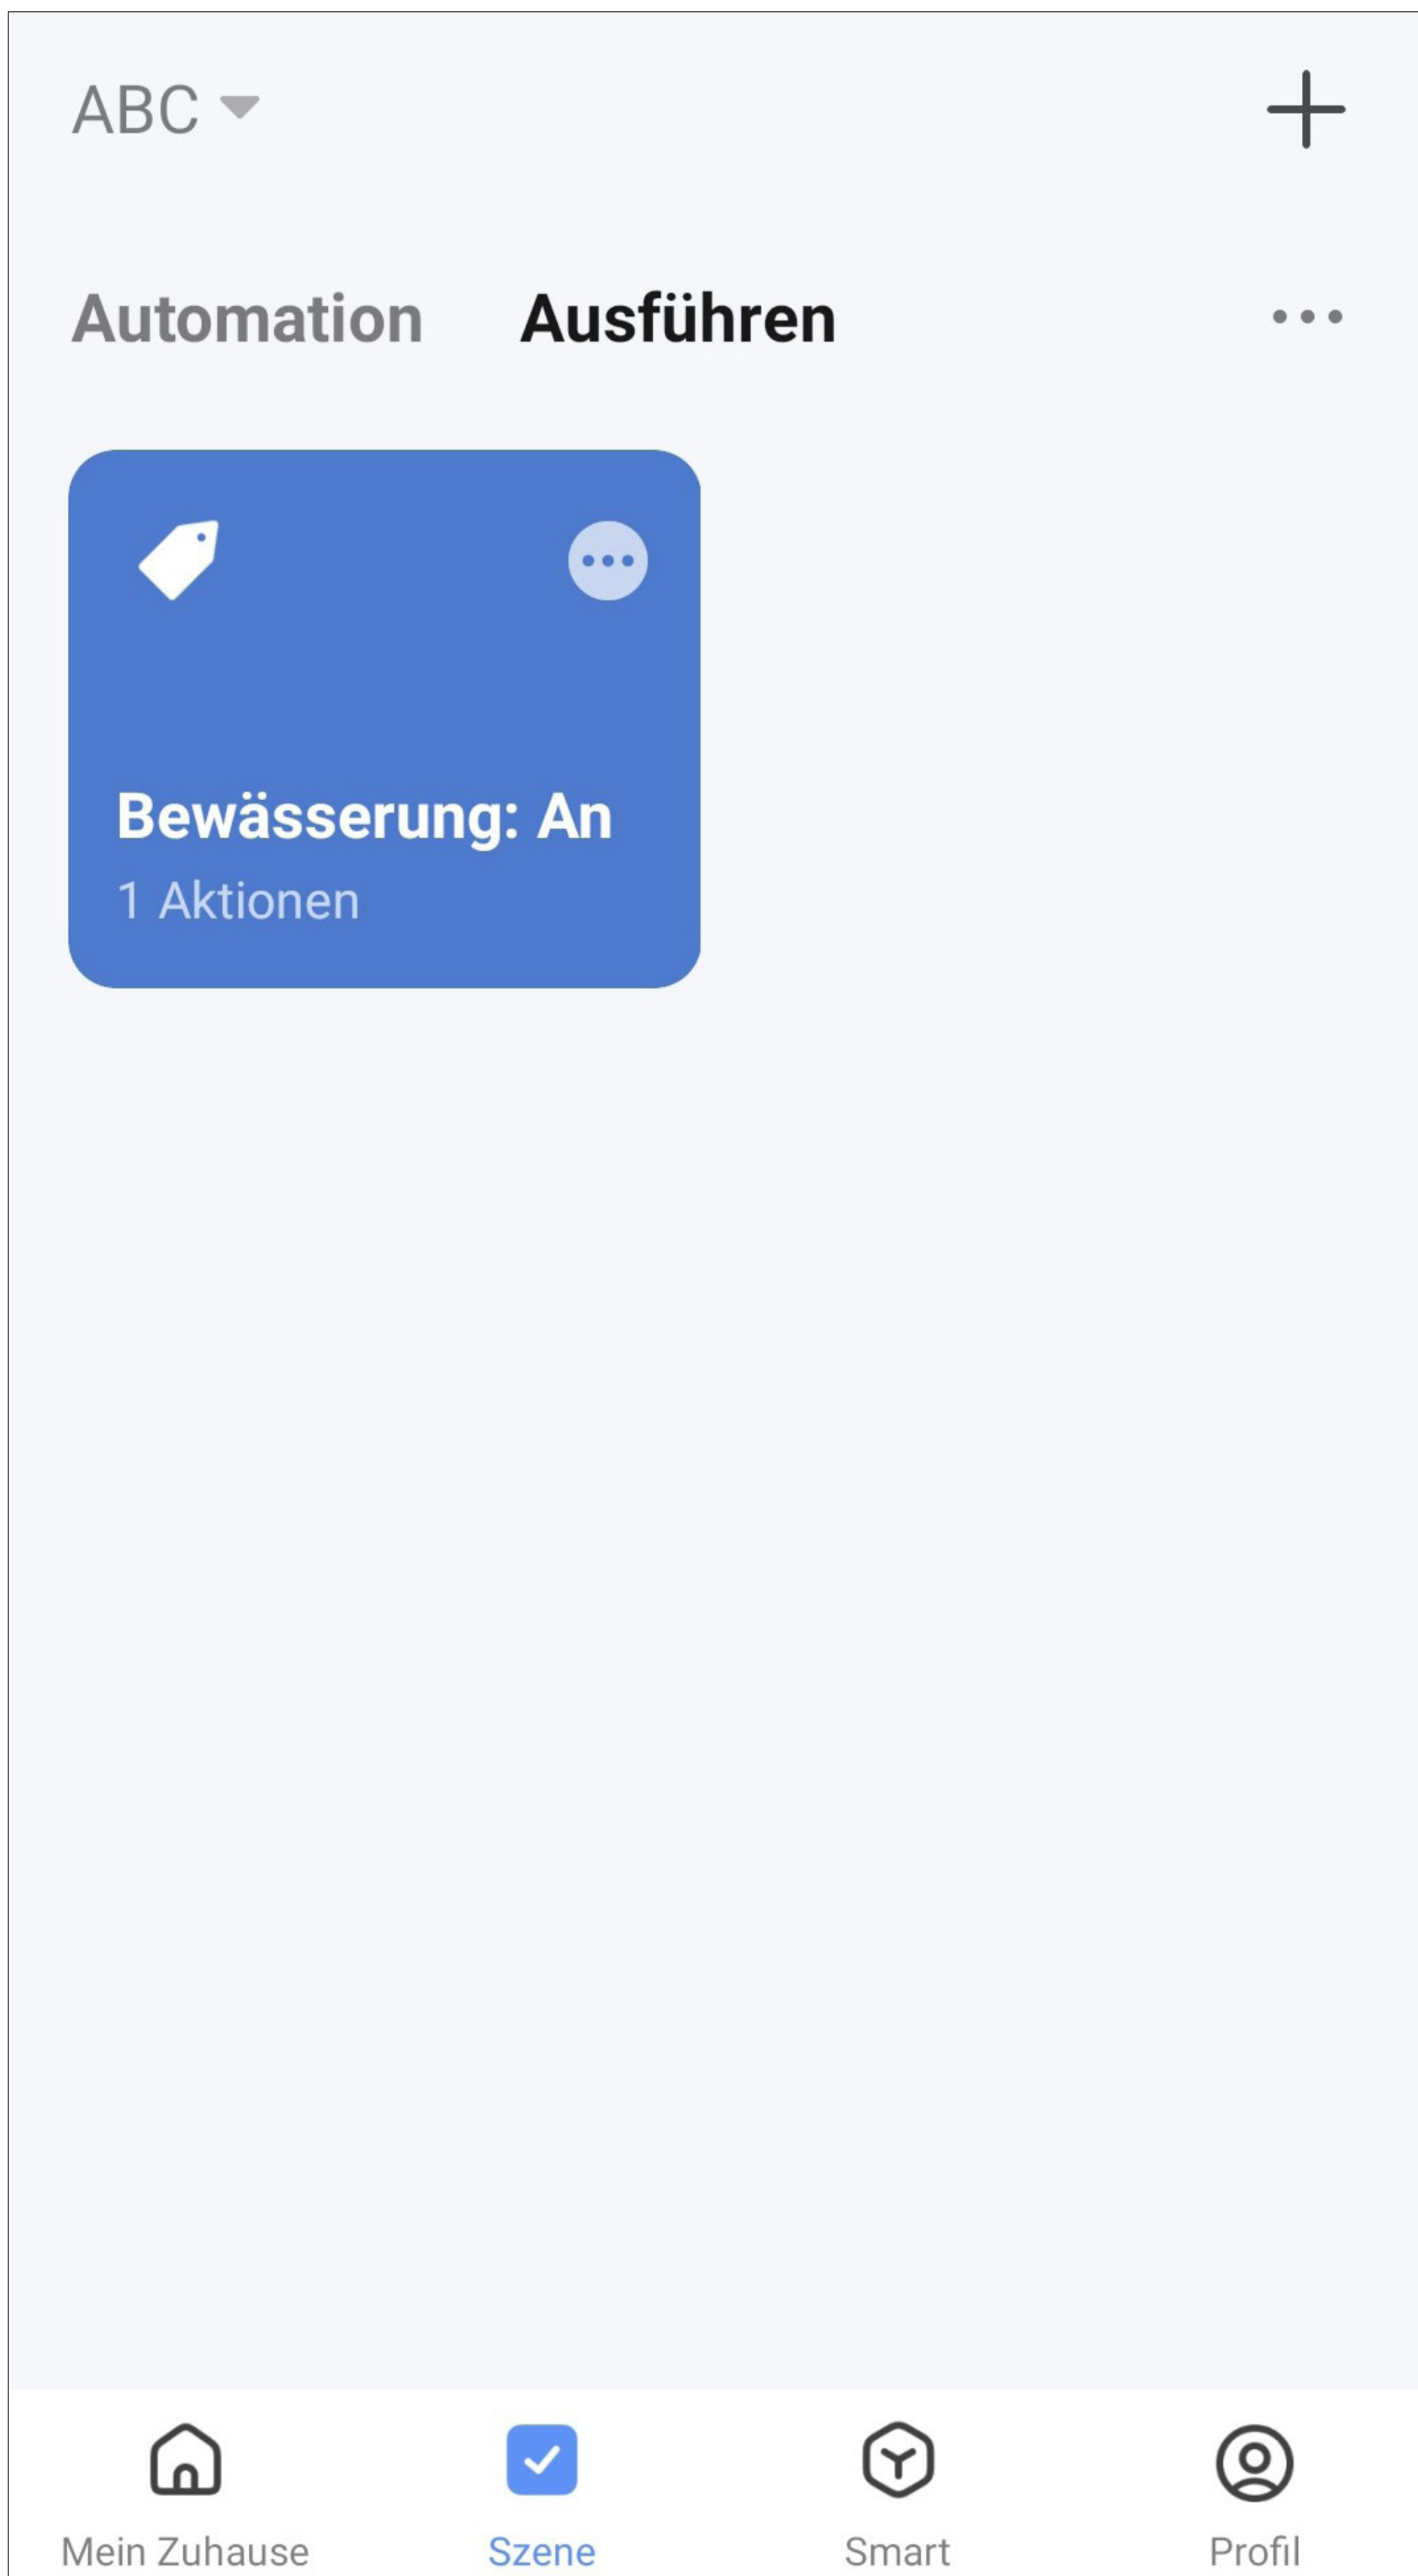 ABC
Automation Ausführen
Bewässerung: An
1 Aktionen
Mein Zuhause Szene Smart Profil